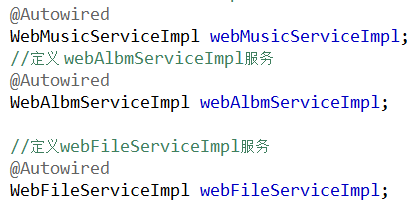 @Autowired
WebMusicServiceImpl webMusicServiceImpl;
//定义 webAlbmServiceImpl服务
@Autowired
WebAlbmServiceImpl webAlbmServiceImpl;
//定义webFileServiceImpl服务
@Autowired
WebFileServiceImpl webFileServiceImpl;